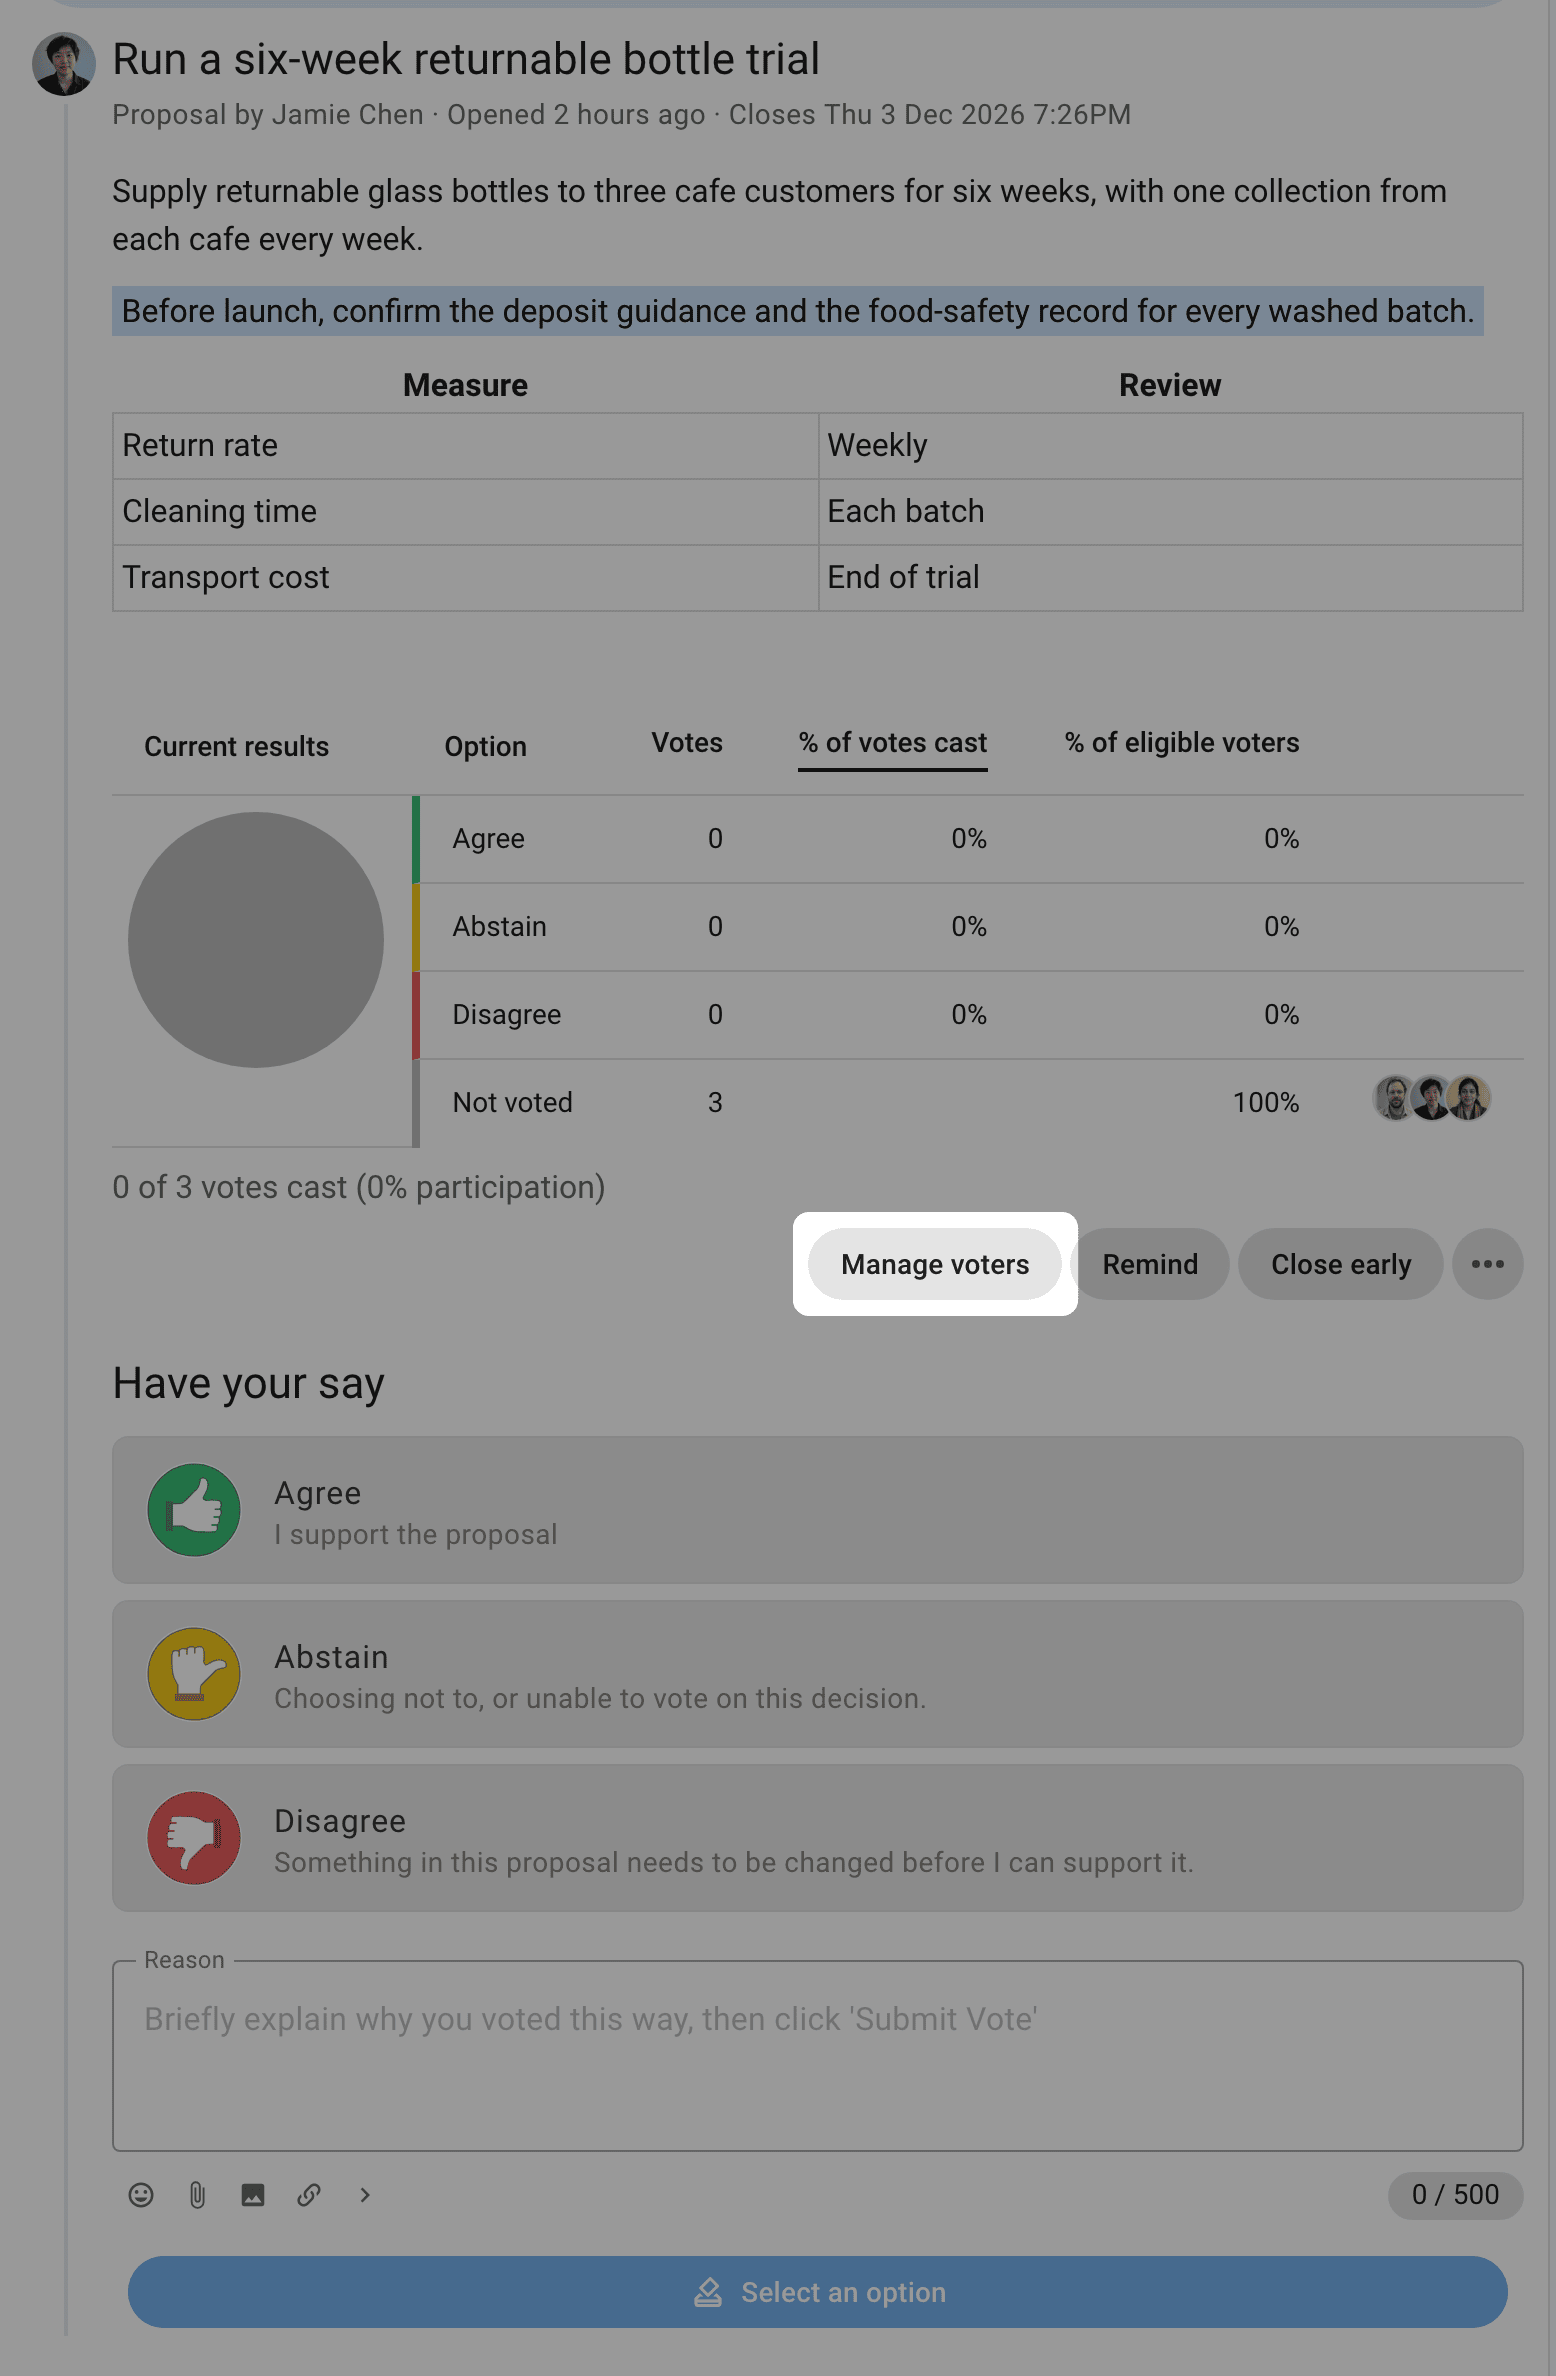 Run a six-week returnable bottle trial
Proposal by Jamie Chen · Opened 2 hours ago · Closes Thu 3 Dec 2026 7:26PM
Supply returnable glass bottles to three cafe customers for six weeks, with one collection from
each cafe every week.
Before launch, confirm the deposit guidance and the food-safety record for every washed batch.
Measure Review
Return rate Weekly
Cleaning time Each batch
Transport cost End of trial
Current results Option Votes % of votes cast % of eligible voters
Agree 0 0% 0%
Abstain 0 0% 0%
Disagree 0 0% 0%
Not voted 3 100%
0 of 3 votes cast (0% participation)
Manage voters Remind Close early
Have your say
Agree
I support the proposal
Abstain
Choosing not to, or unable to vote on this decision.
Disagree
Something in this proposal needs to be changed before I can support it.
Reason
Briefly explain why you voted this way, then click 'Submit Vote'
0 / 500
Select an option